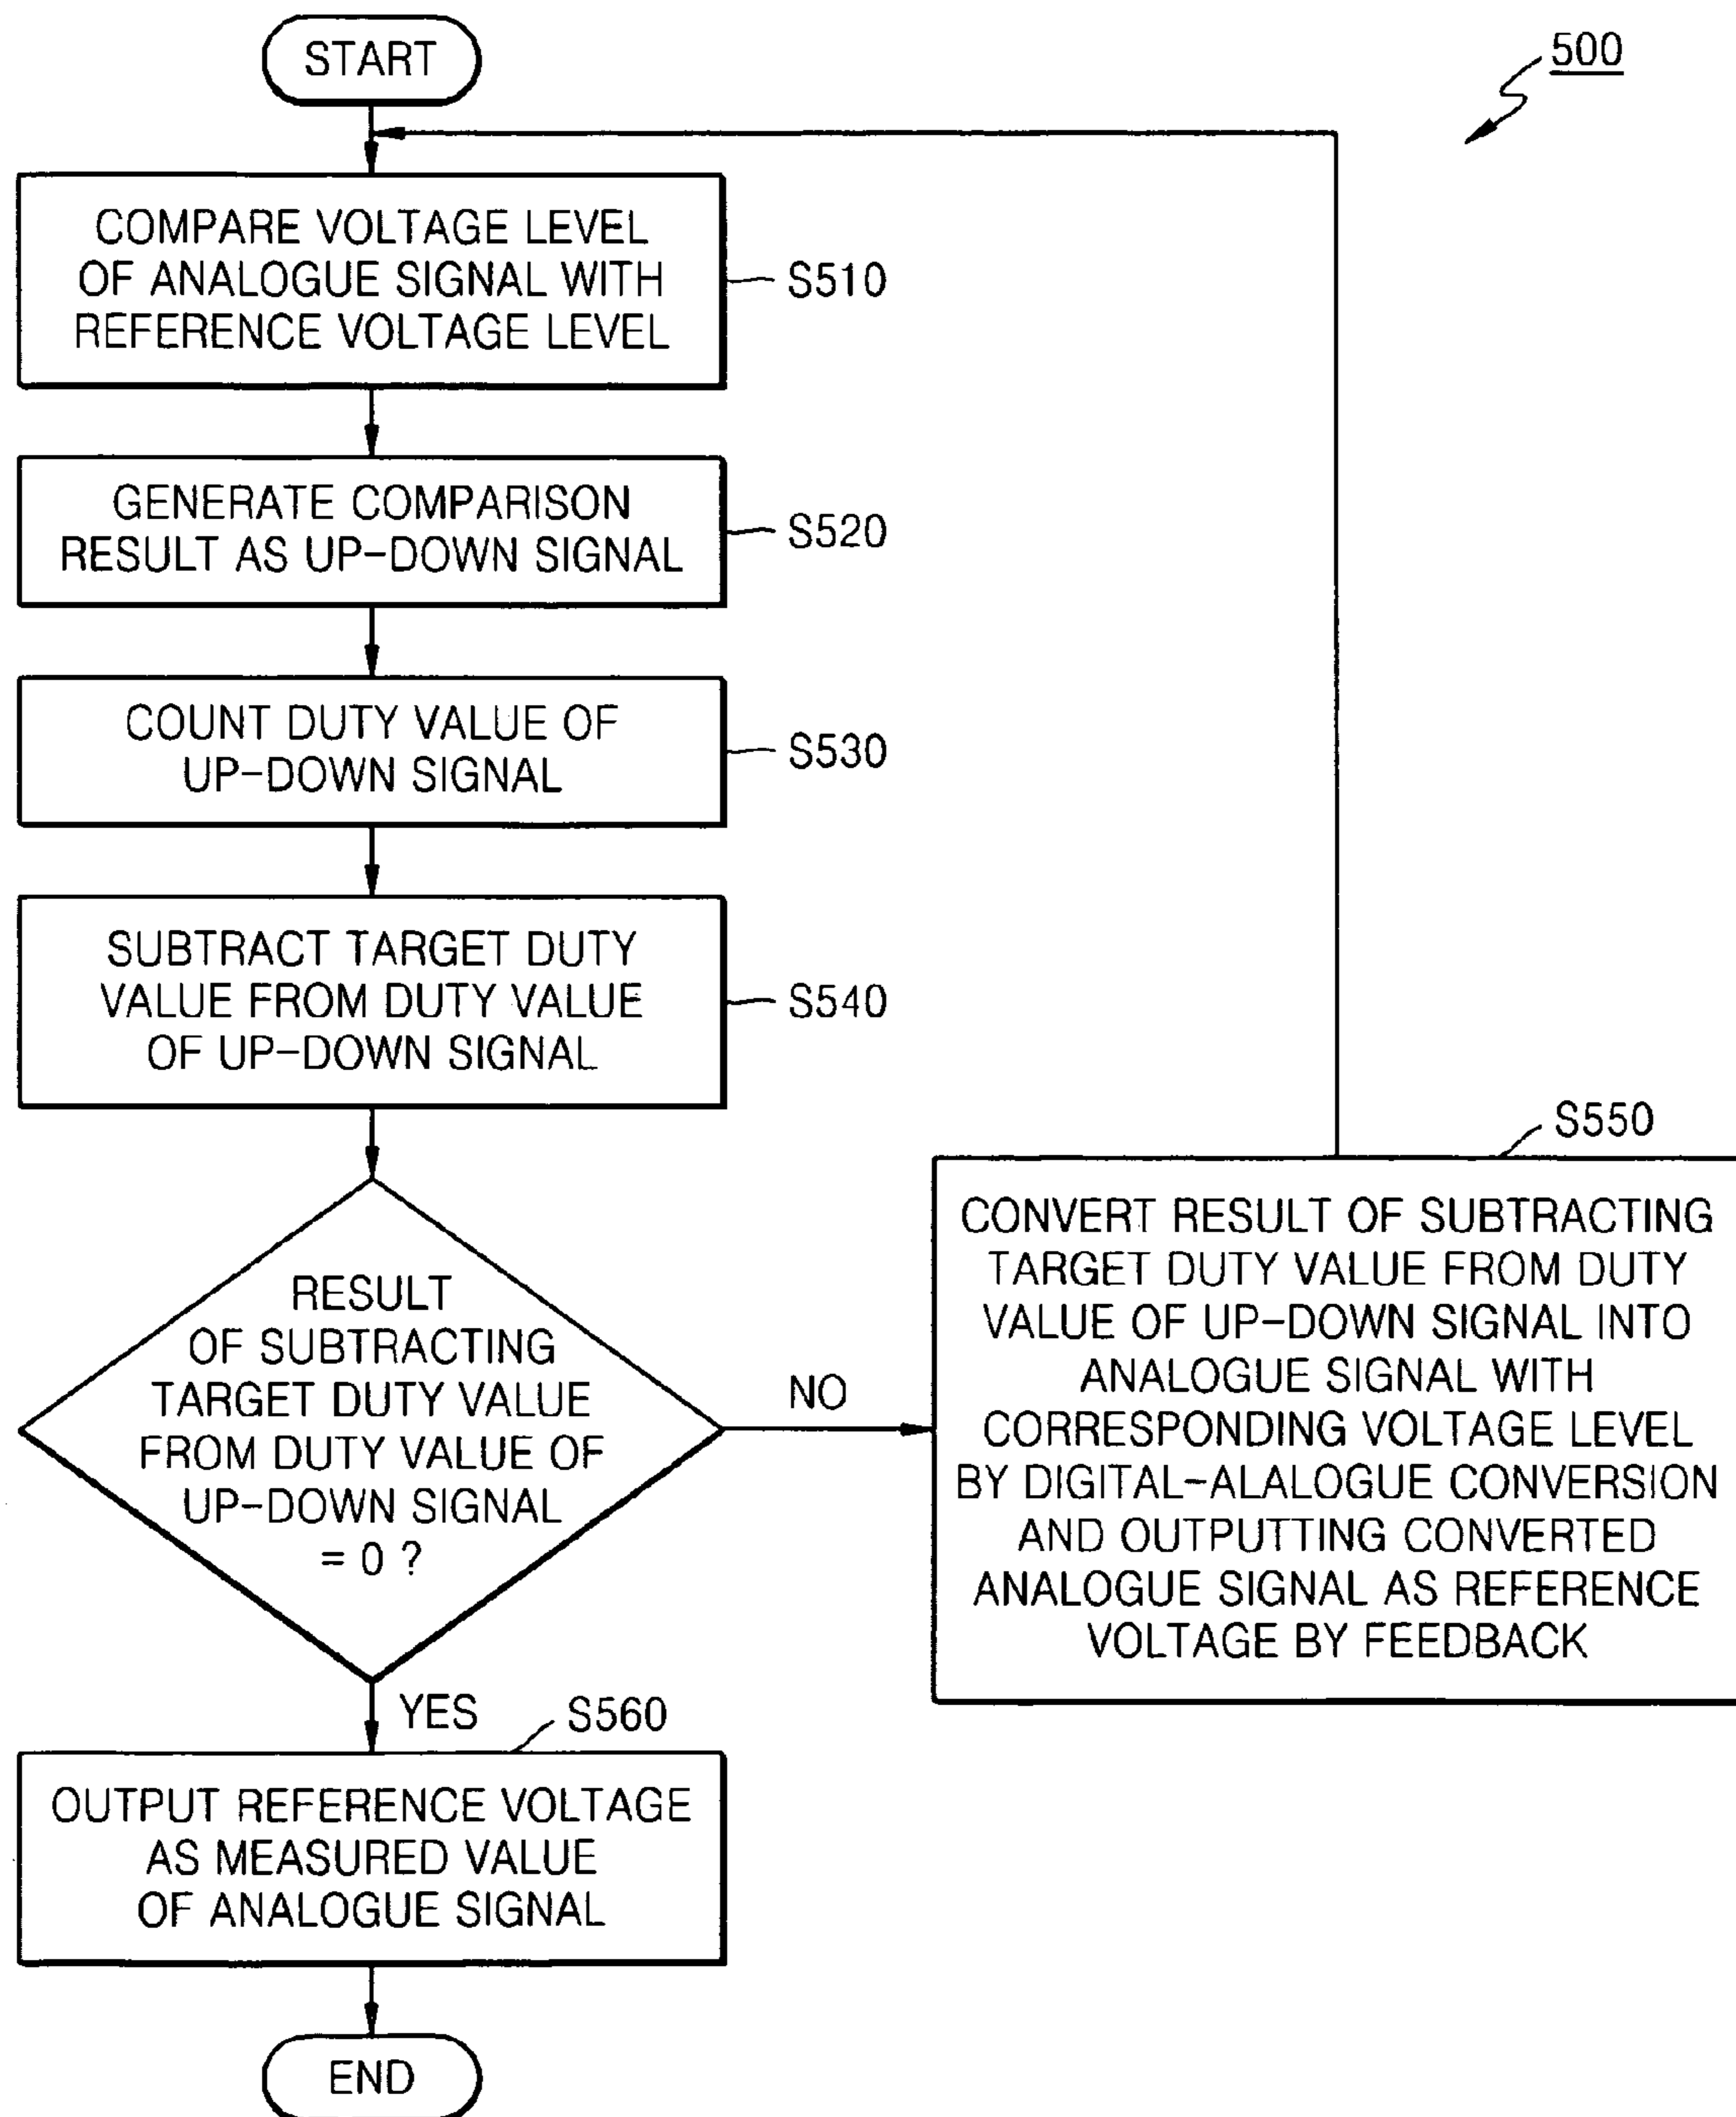 START
500
COMPARE VOLTAGE LEVEL
OF ANALOGUE SIGNAL WITH
REFERENCE VOLTAGE LEVEL
S510
GENERATE COMPARISON
RESULT AS UP-DOWN SIGNAL
S520
COUNT DUTY VALUE OF
UP-DOWN SIGNAL
S530
SUBTRACT TARGET DUTY
VALUE FROM DUTY VALUE
OF UP-DOWN SIGNAL
S540
RESULT
OF SUBTRACTING
TARGET DUTY VALUE
FROM DUTY VALUE OF
UP-DOWN SIGNAL
= 0 ?
NO
S550
CONVERT RESULT OF SUBTRACTING
TARGET DUTY VALUE FROM DUTY
VALUE OF UP-DOWN SIGNAL INTO
ANALOGUE SIGNAL WITH
CORRESPONDING VOLTAGE LEVEL
BY DIGITAL-ALALOGUE CONVERSION
AND OUTPUTTING CONVERTED
ANALOGUE SIGNAL AS REFERENCE
VOLTAGE BY FEEDBACK
YES
S560
OUTPUT REFERENCE VOLTAGE
AS MEASURED VALUE
OF ANALOGUE SIGNAL
END